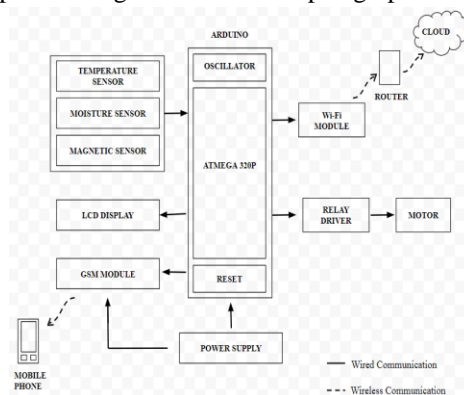 ARDUINO
CLOUD
TEMPERATURE
SENSOR
MOISTURE SENSOR
MAGNETIC SENSOR
OSCILLATOR
ATMEGA 320P
RESET
Wi-Fi
MODULE
ROUTER
LCD DISPLAY
RELAY
DRIVER
MOTOR
GSM MODULE
POWER SUPPLY
MOBILE
PHONE
Wired Communication
Wireless Communication